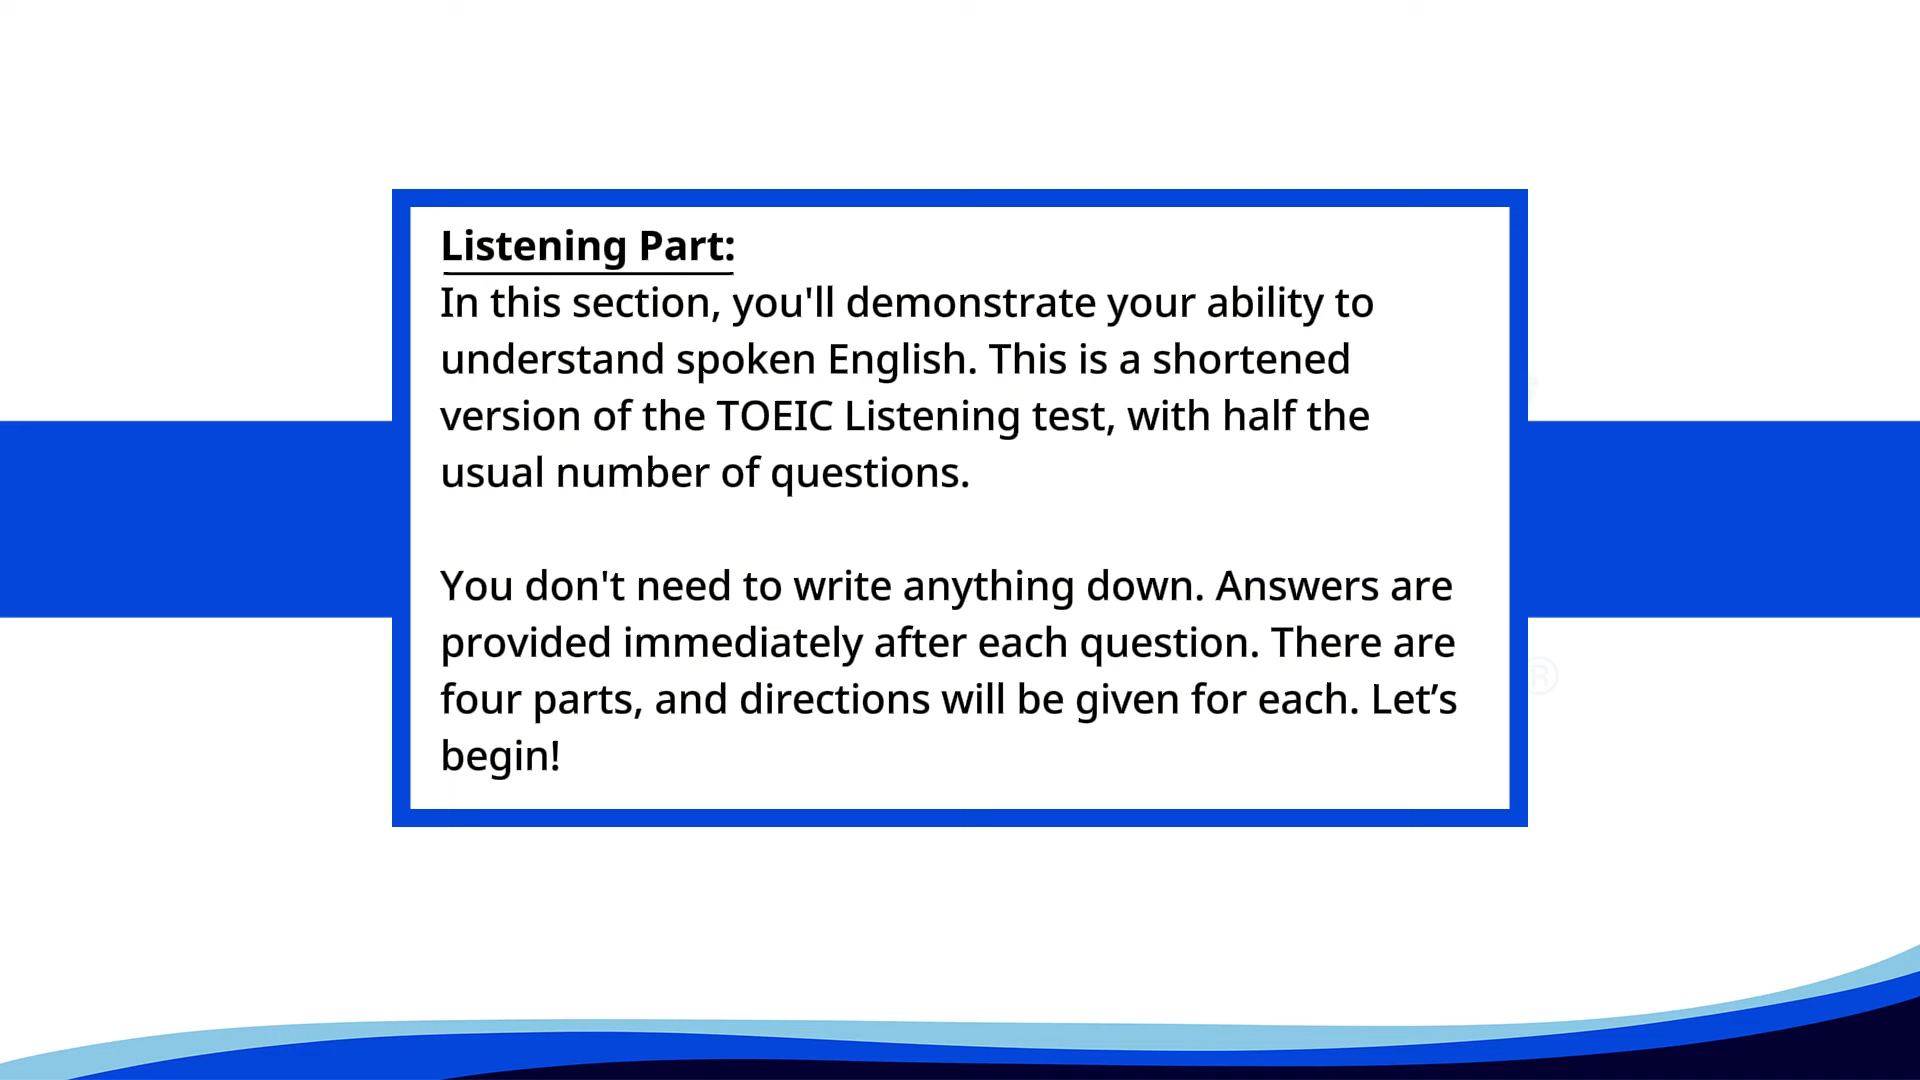 Listening Part:
In this section, you'll demonstrate your ability to
understand spoken English. This is a shortened
version of the TOEIC Listening test, with half the
usual number of questions.
You don't need to write anything down. Answers are
provided immediately after each question. There are
four parts, and directions will be given for each. Let’s
begin!
®